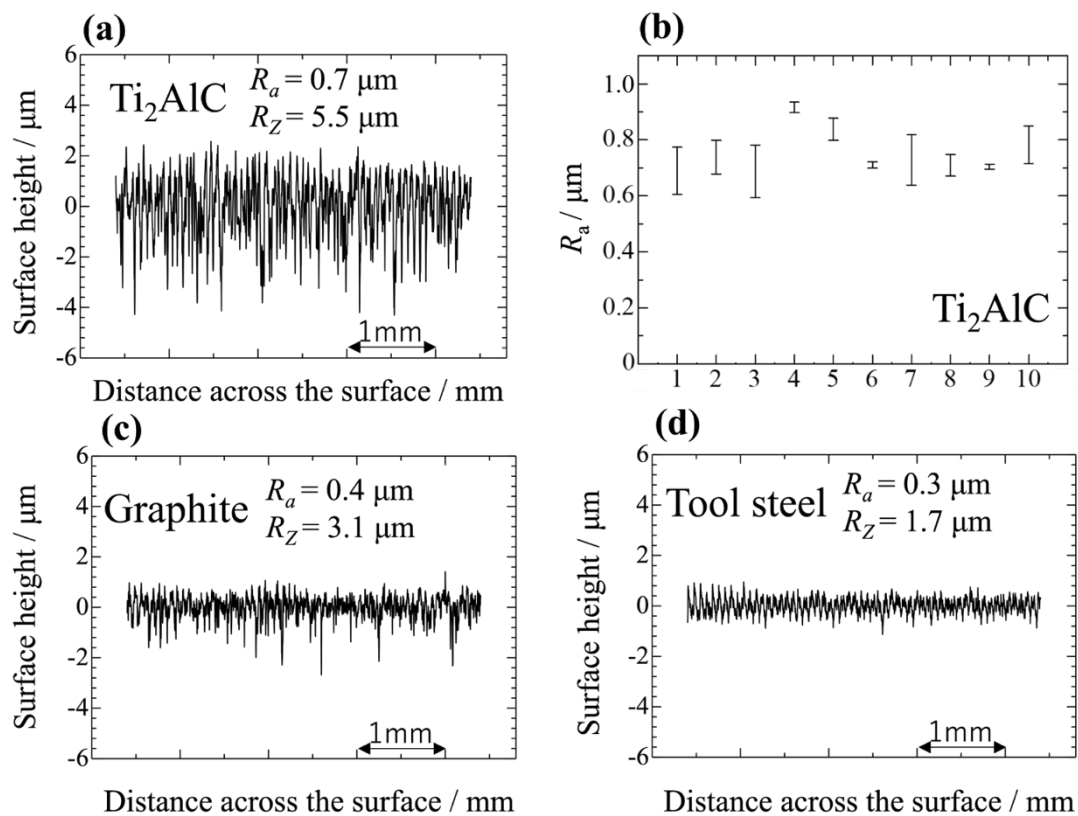 (a)
Ti₂AlC
Rₐ = 0.7 μm
R_Z = 5.5 μm
Surface height / μm
6
4
2
0
-2
-4
-6
1mm
Distance across the surface / mm
(b)
Rₐ / μm
1.0
0.8
0.6
0.4
0.2
0
Ti₂AlC
1 2 3 4 5 6 7 8 9 10
(c)
Graphite
Rₐ = 0.4 μm
R_Z = 3.1 μm
Surface height / μm
6
4
2
0
-2
-4
-6
1mm
Distance across the surface / mm
(d)
Tool steel
Rₐ = 0.3 μm
R_Z = 1.7 μm
Surface height / μm
6
4
2
0
-2
-4
-6
1mm
Distance across the surface / mm